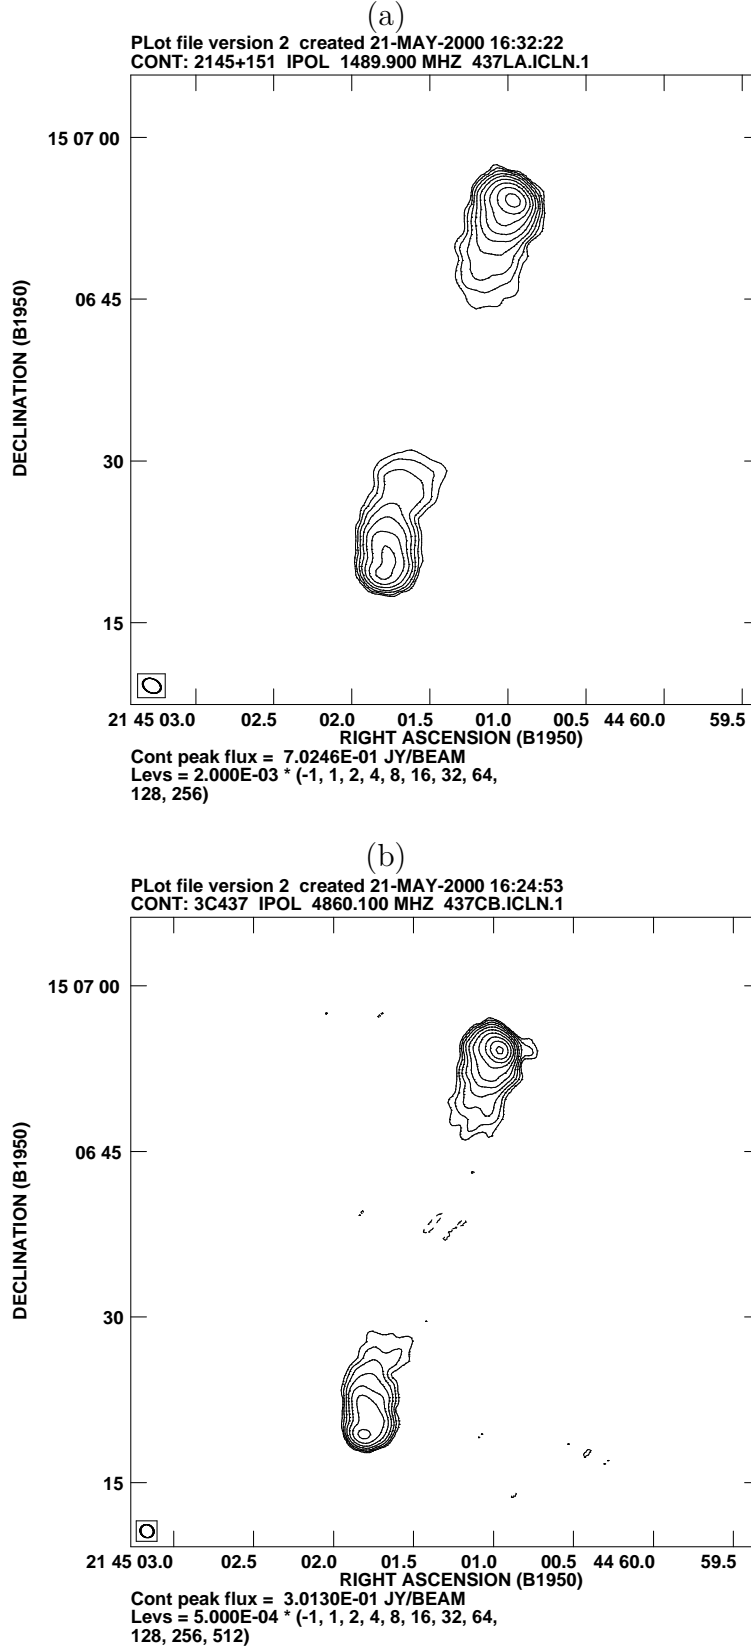 (a)
PLot file version 2 created 21-MAY-2000 16:32:22
CONT: 2145+151 IPOL 1489.900 MHZ 437LA.ICLN.1
DECLINATION (B1950)
15 07 00
06 45
30
15
21 45 03.0 02.5 02.0 01.5 01.0 00.5 44 60.0 59.5
RIGHT ASCENSION (B1950)
Cont peak flux = 7.0246E-01 JY/BEAM
Levs = 2.000E-03 * (-1, 1, 2, 4, 8, 16, 32, 64,
128, 256)
(b)
PLot file version 2 created 21-MAY-2000 16:24:53
CONT: 3C437 IPOL 4860.100 MHZ 437CB.ICLN.1
DECLINATION (B1950)
15 07 00
06 45
30
15
21 45 03.0 02.5 02.0 01.5 01.0 00.5 44 60.0 59.5
RIGHT ASCENSION (B1950)
Cont peak flux = 3.0130E-01 JY/BEAM
Levs = 5.000E-04 * (-1, 1, 2, 4, 8, 16, 32, 64,
128, 256, 512)